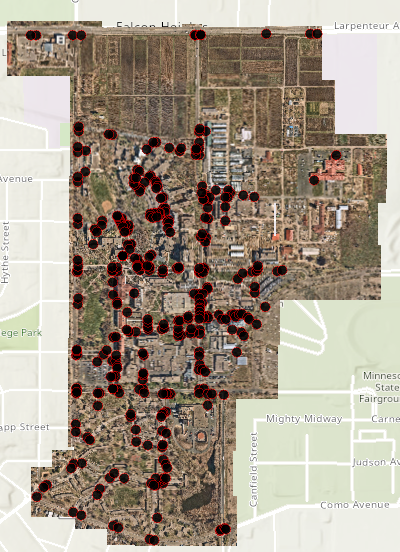 Falcon Heights
Larpenteur A
L
Avenue
Hythe Street
ege Park
n
Minnes
State
Fairgrou
Mighty Midway
Carne
app Street
Canfield Street
Judson Av
Como Avenue